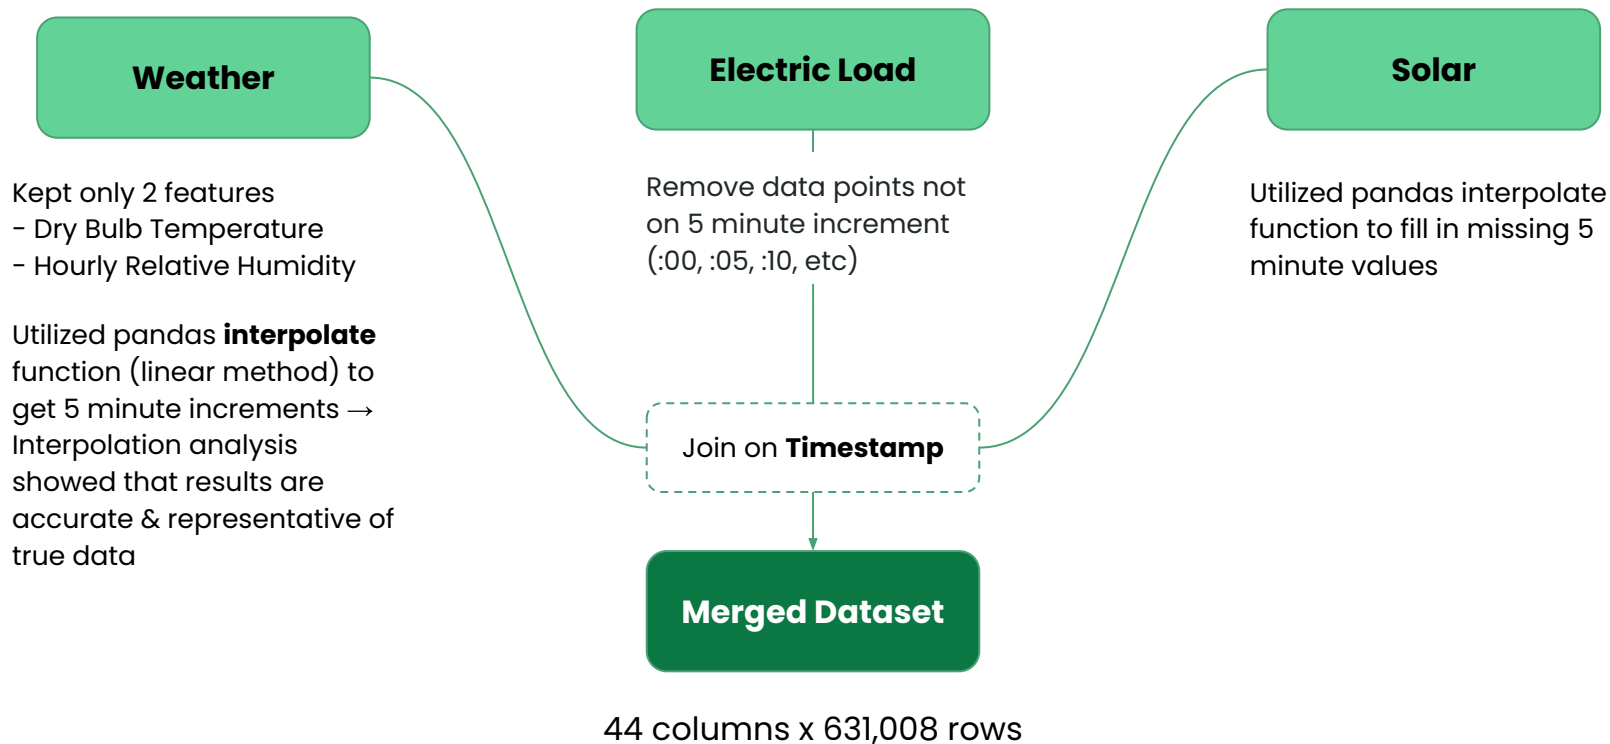 Weather
Electric Load
Solar
Kept only 2 features
- Dry Bulb Temperature
- Hourly Relative Humidity
Utilized pandas interpolate
function (linear method) to
get 5 minute increments →
Interpolation analysis
showed that results are
accurate & representative of
true data
Remove data points not
on 5 minute increment
(:00, :05, :10, etc)
Utilized pandas interpolate
function to fill in missing 5
minute values
Join on Timestamp
Merged Dataset
44 columns x 631,008 rows